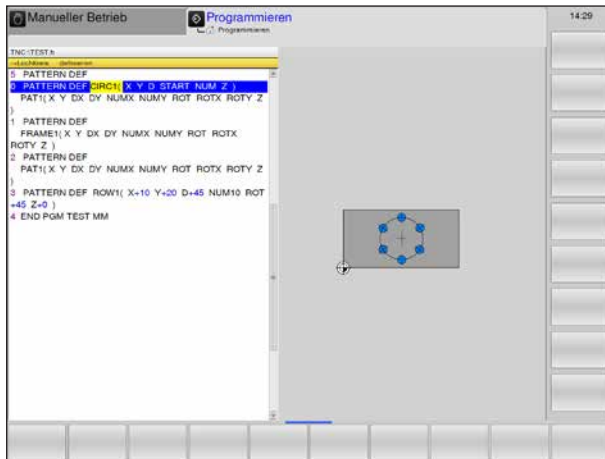 Manueller Betrieb
Programmieren
Programmieren
14:29
TNC:\TEST.h
→Lochkreis definieren
5 PATTERN DEF
6 PATTERN DEF CIRC1( X Y D START NUM Z )
PAT1( X Y DX DY NUMX NUMY ROT ROTX ROTY Z
)
1 PATTERN DEF
FRAME1( X Y DX DY NUMX NUMY ROT ROTX
ROTY Z )
2 PATTERN DEF
PAT1( X Y DX DY NUMX NUMY ROT ROTX ROTY Z
)
3 PATTERN DEF ROW1( X+10 Y+20 D+45 NUM10 ROT
+45 Z+0 )
4 END PGM TEST MM